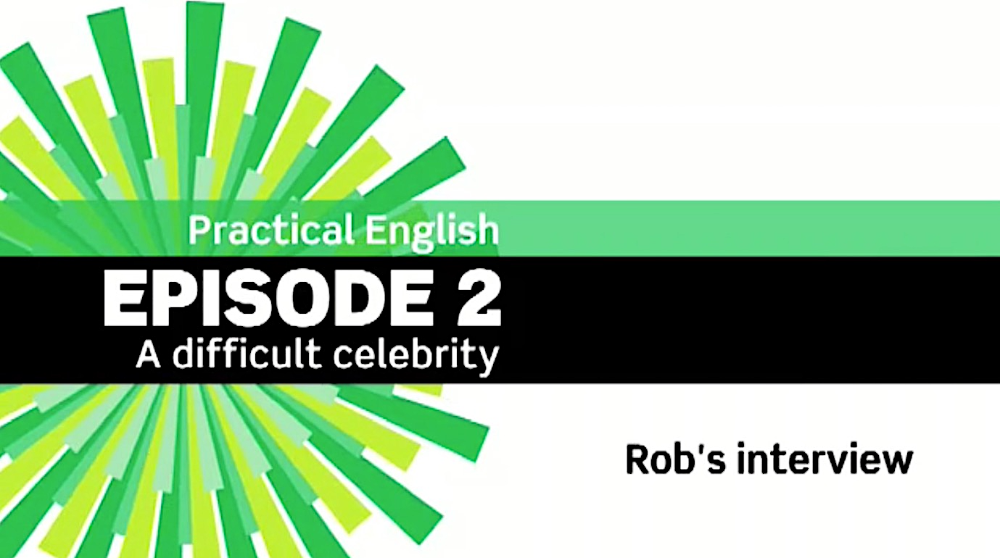 Practical English
EPISODE 2
A difficult celebrity
Rob's interview